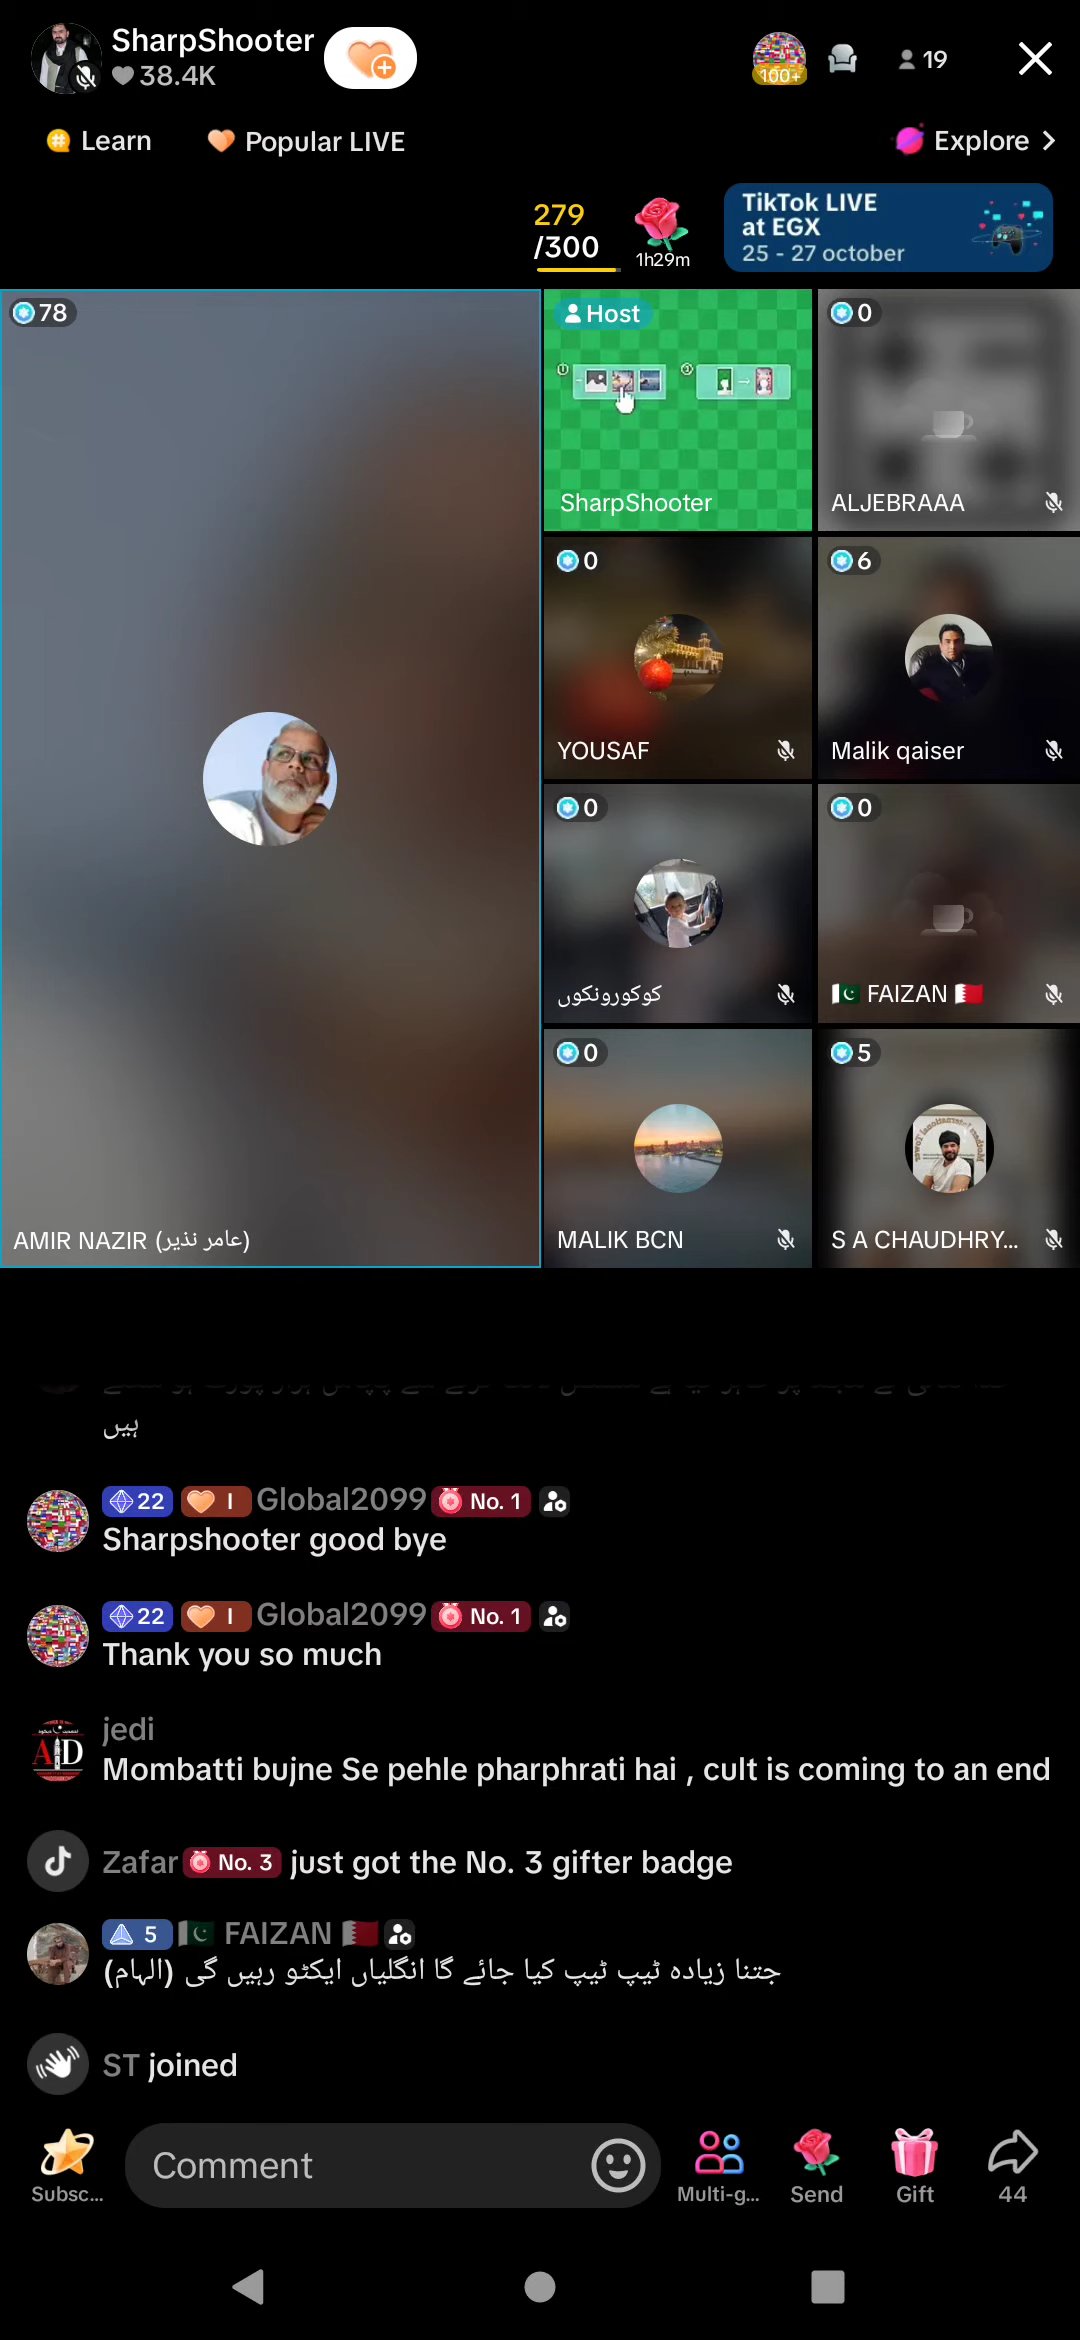 SharpShooter
38.4K
100+
19
Learn
Popular LIVE
Explore
279
/300
1h29m
TikTok LIVE
at EGX
25 - 27 october
78
Host
SharpShooter
0
ALJEBRAAA
0
YOUSAF
6
Malik qaiser
0
کوکورونکوں
0
🇵🇰 FAIZAN 🇧🇭
0
MALIK BCN
5
S A CHAUDHRY...
AMIR NAZIR (عامر نذیر)
ہیں
22 I Global2099 No. 1
Sharpshooter good bye
22 I Global2099 No. 1
Thank you so much
jedi
Mombatti bujne Se pehle pharphrati hai , cult is coming to an end
Zafar No. 3 just got the No. 3 gifter badge
5 🇵🇰 FAIZAN 🇧🇭
جتنا زیادہ ٹیپ ٹیپ کیا جائے گا انگلیاں ایکٹو رہیں گی (الہام)
ST joined
Comment
Subsc...
Multi-g...
Send
Gift
44